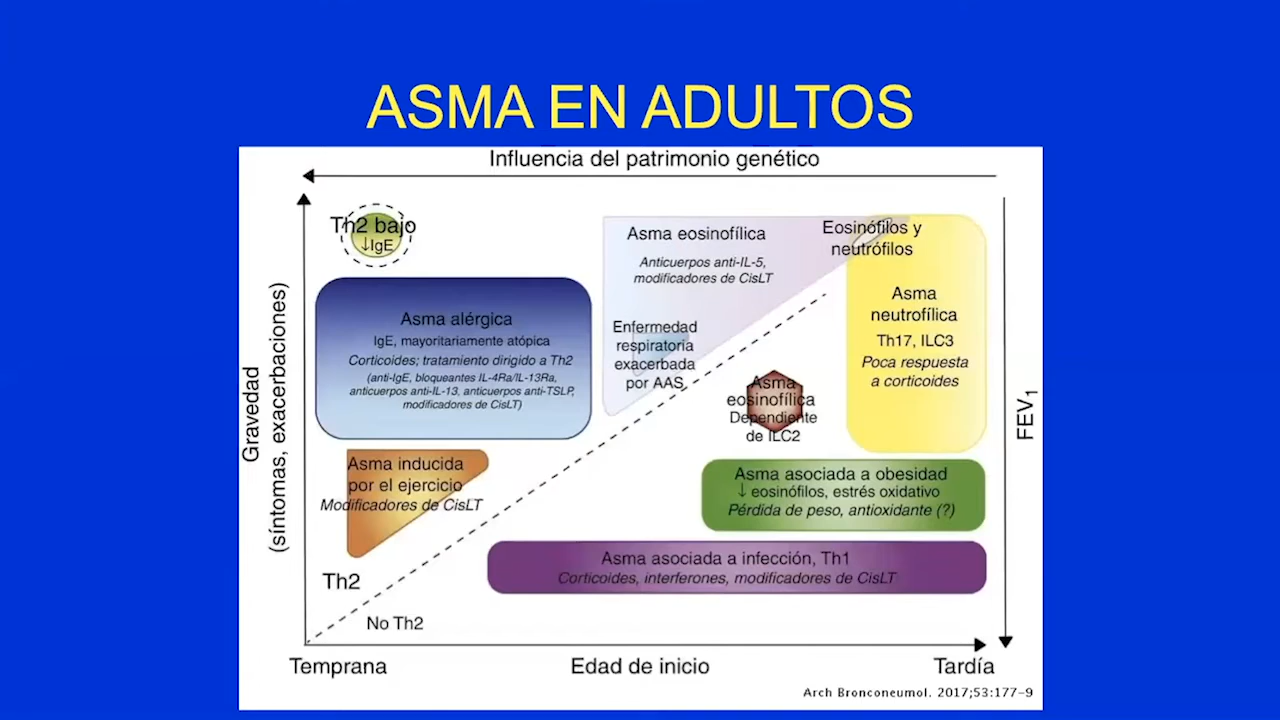 ASMA EN ADULTOS
Influencia del patrimonio genético
Gravedad
(síntomas, exacerbaciones)
Th2 bajo
↓IgE
Asma alérgica
IgE, mayoritariamente atópica
Corticoides; tratamiento dirigido a Th2
(anti-IgE, bloqueantes IL-4Ra/IL-13Ra,
anticuerpos anti-IL-13, anticuerpos anti-TSLP,
modificadores de CisLT)
Asma inducida
por el ejercicio
Modificadores de CisLT
Th2
No Th2
Asma eosinofílica
Anticuerpos anti-IL-5,
modificadores de CisLT
Enfermedad
respiratoria
exacerbada
por AAS
Eosinófilos y
neutrófilos
Asma
neutrofílica
Th17, ILC3
Poca respuesta
a corticoides
Asma
eosinofílica
Dependiente
de ILC2
Asma asociada a obesidad
↓ eosinófilos, estrés oxidativo
Pérdida de peso, antioxidante (?)
Asma asociada a infección, Th1
Corticoides, interferones, modificadores de CisLT
FEV1
Temprana
Edad de inicio
Tardía
Arch Bronconeumol. 2017;53:177-9